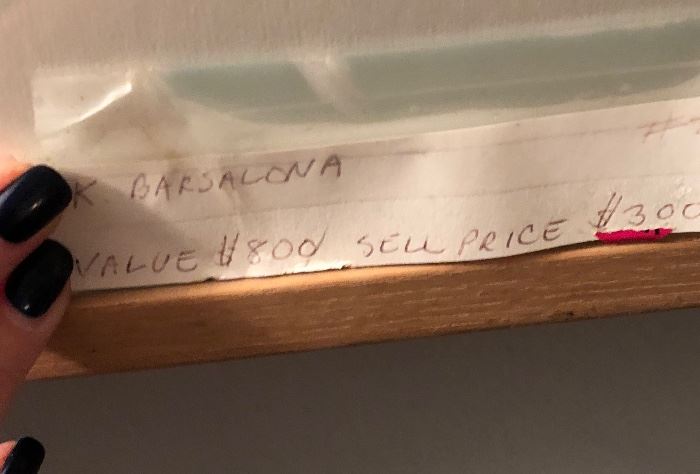 K. BARSALONA
VALUE $800 SELL PRICE $300